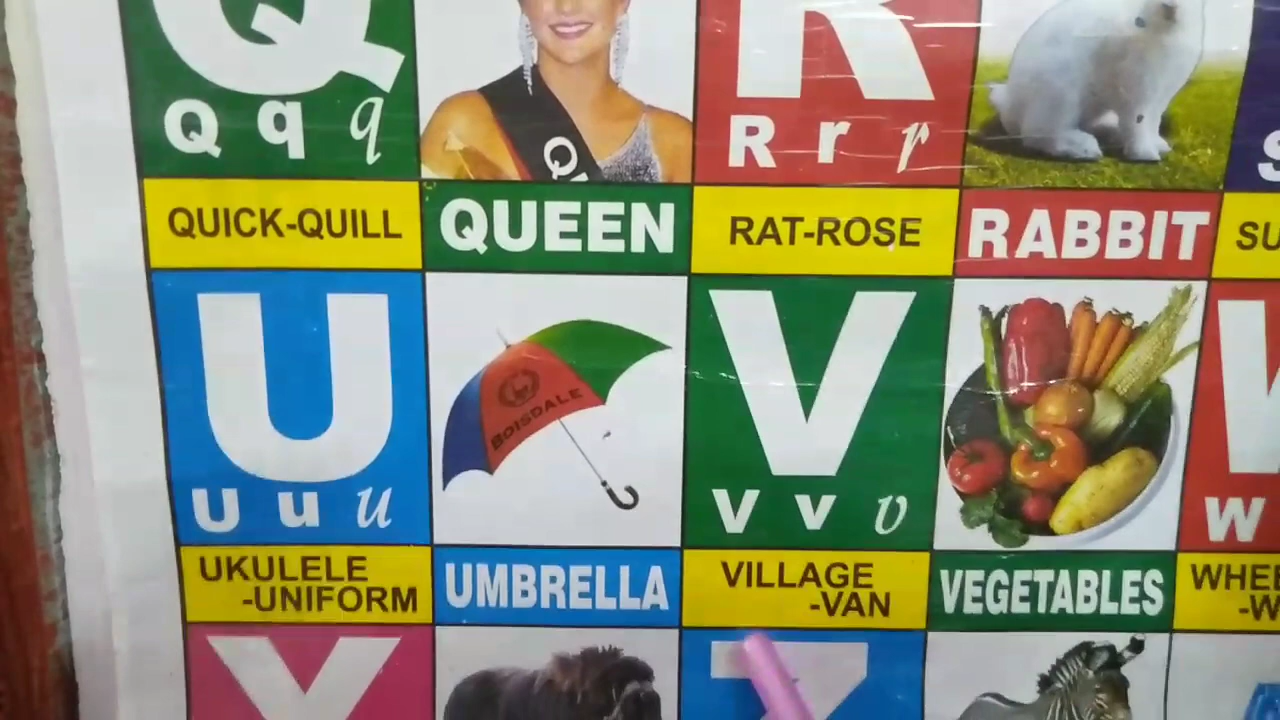 Q
R
Q q q
R r r
QUICK-QUILL
QUEEN
RAT-ROSE
RABBIT
U
BOISDALE
V
U u u
V v v
W
UKULELE
-UNIFORM
UMBRELLA
VILLAGE
-VAN
VEGETABLES
Y
Z